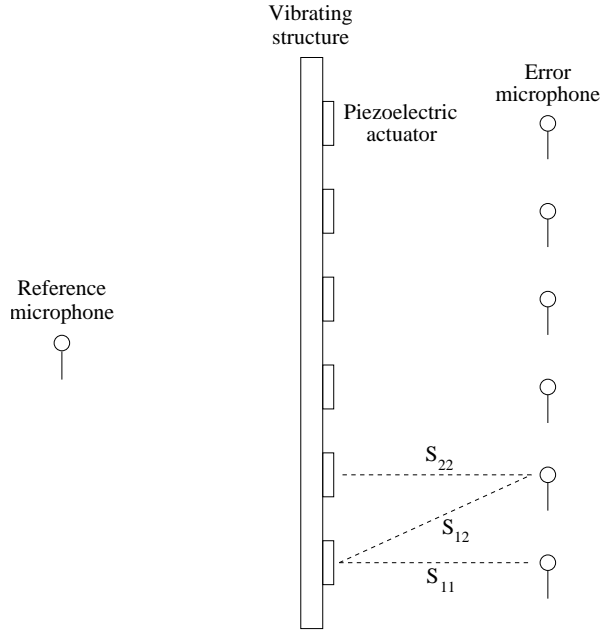 Vibrating
structure
Error
microphone
Piezoelectric
actuator
Reference
microphone
S22
S12
S11